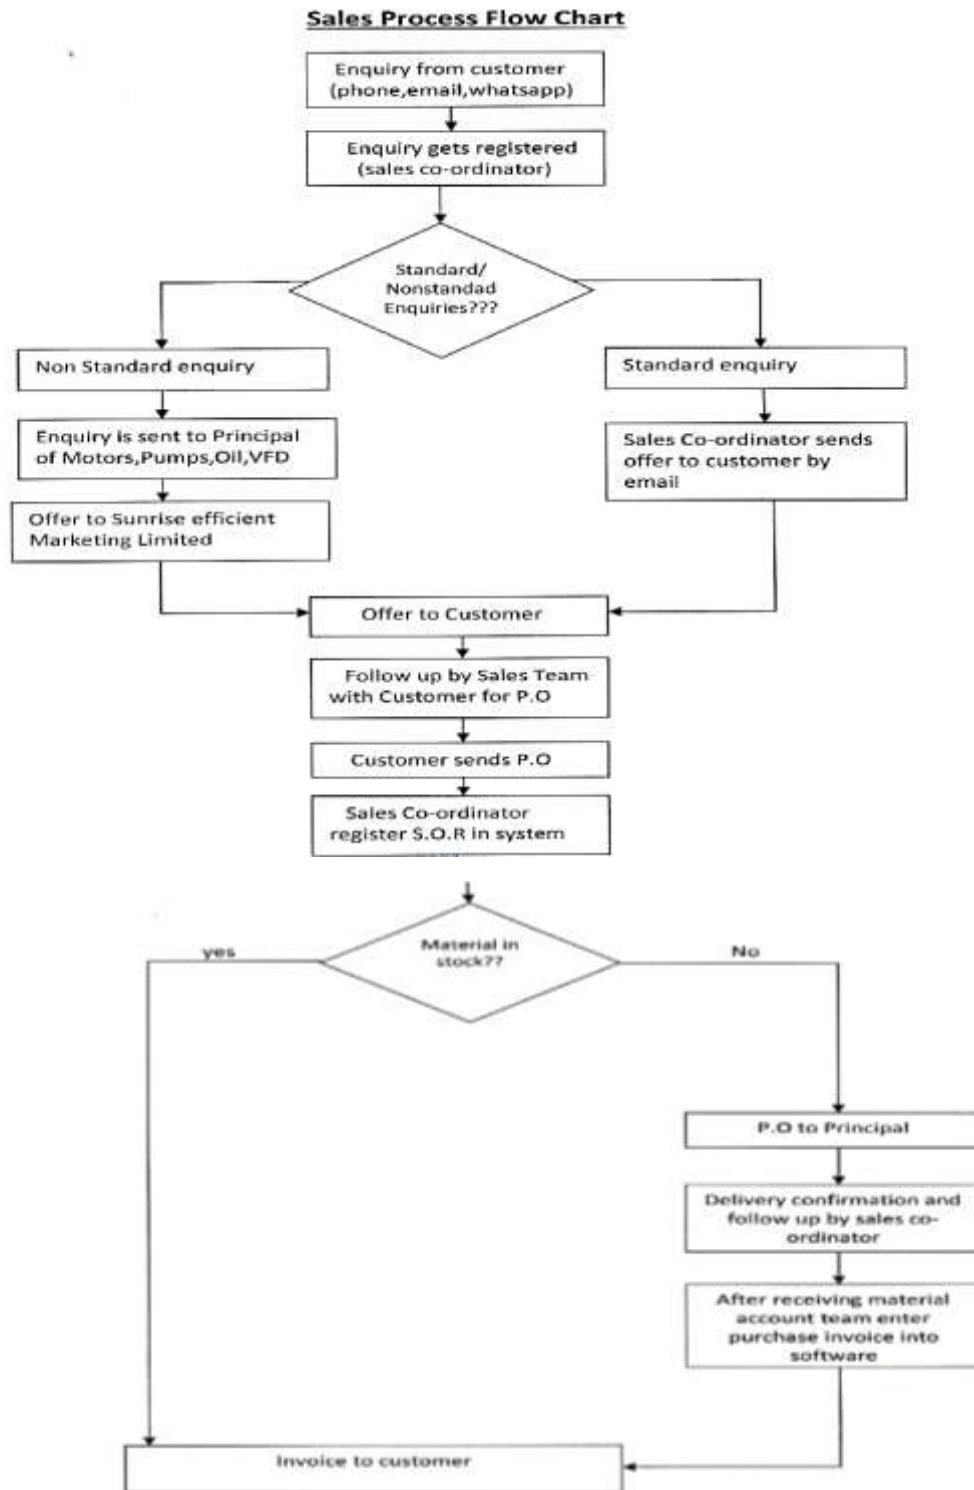 Sales Process Flow Chart
Enquiry from customer
(phone,email,whatsapp)
Enquiry gets registered
(sales co-ordinator)
Standard/
Nonstandad
Enquiries???
Non Standard enquiry
Standard enquiry
Enquiry is sent to Principal
of Motors,Pumps,Oil,VFD
Sales Co-ordinator sends
offer to customer by
email
Offer to Sunrise efficient
Marketing Limited
Offer to Customer
Follow up by Sales Team
with Customer for P.O
Customer sends P.O
Sales Co-ordinator
register S.O.R in system
Material in
stock??
yes
No
P.O to Principal
Delivery confirmation and
follow up by sales co-
ordinator
After receiving material
account team enter
purchase invoice into
software
Invoice to customer